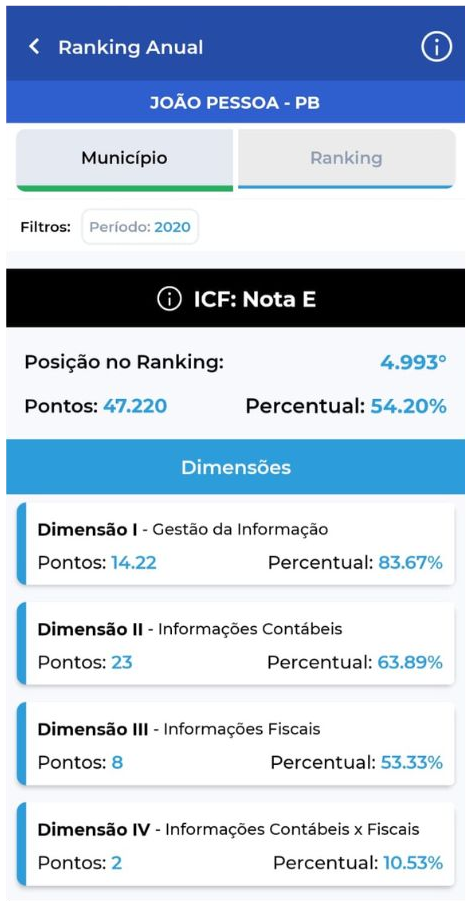 Ranking Anual
JOÃO PESSOA - PB
Município Ranking
Filtros: Período: 2020
ICF: Nota E
Posição no Ranking: 4.993°
Pontos: 47.220 Percentual: 54.20%
Dimensões
Dimensão I - Gestão da Informação
Pontos: 14.22 Percentual: 83.67%
Dimensão II - Informações Contábeis
Pontos: 23 Percentual: 63.89%
Dimensão III - Informações Fiscais
Pontos: 8 Percentual: 53.33%
Dimensão IV - Informações Contábeis x Fiscais
Pontos: 2 Percentual: 10.53%